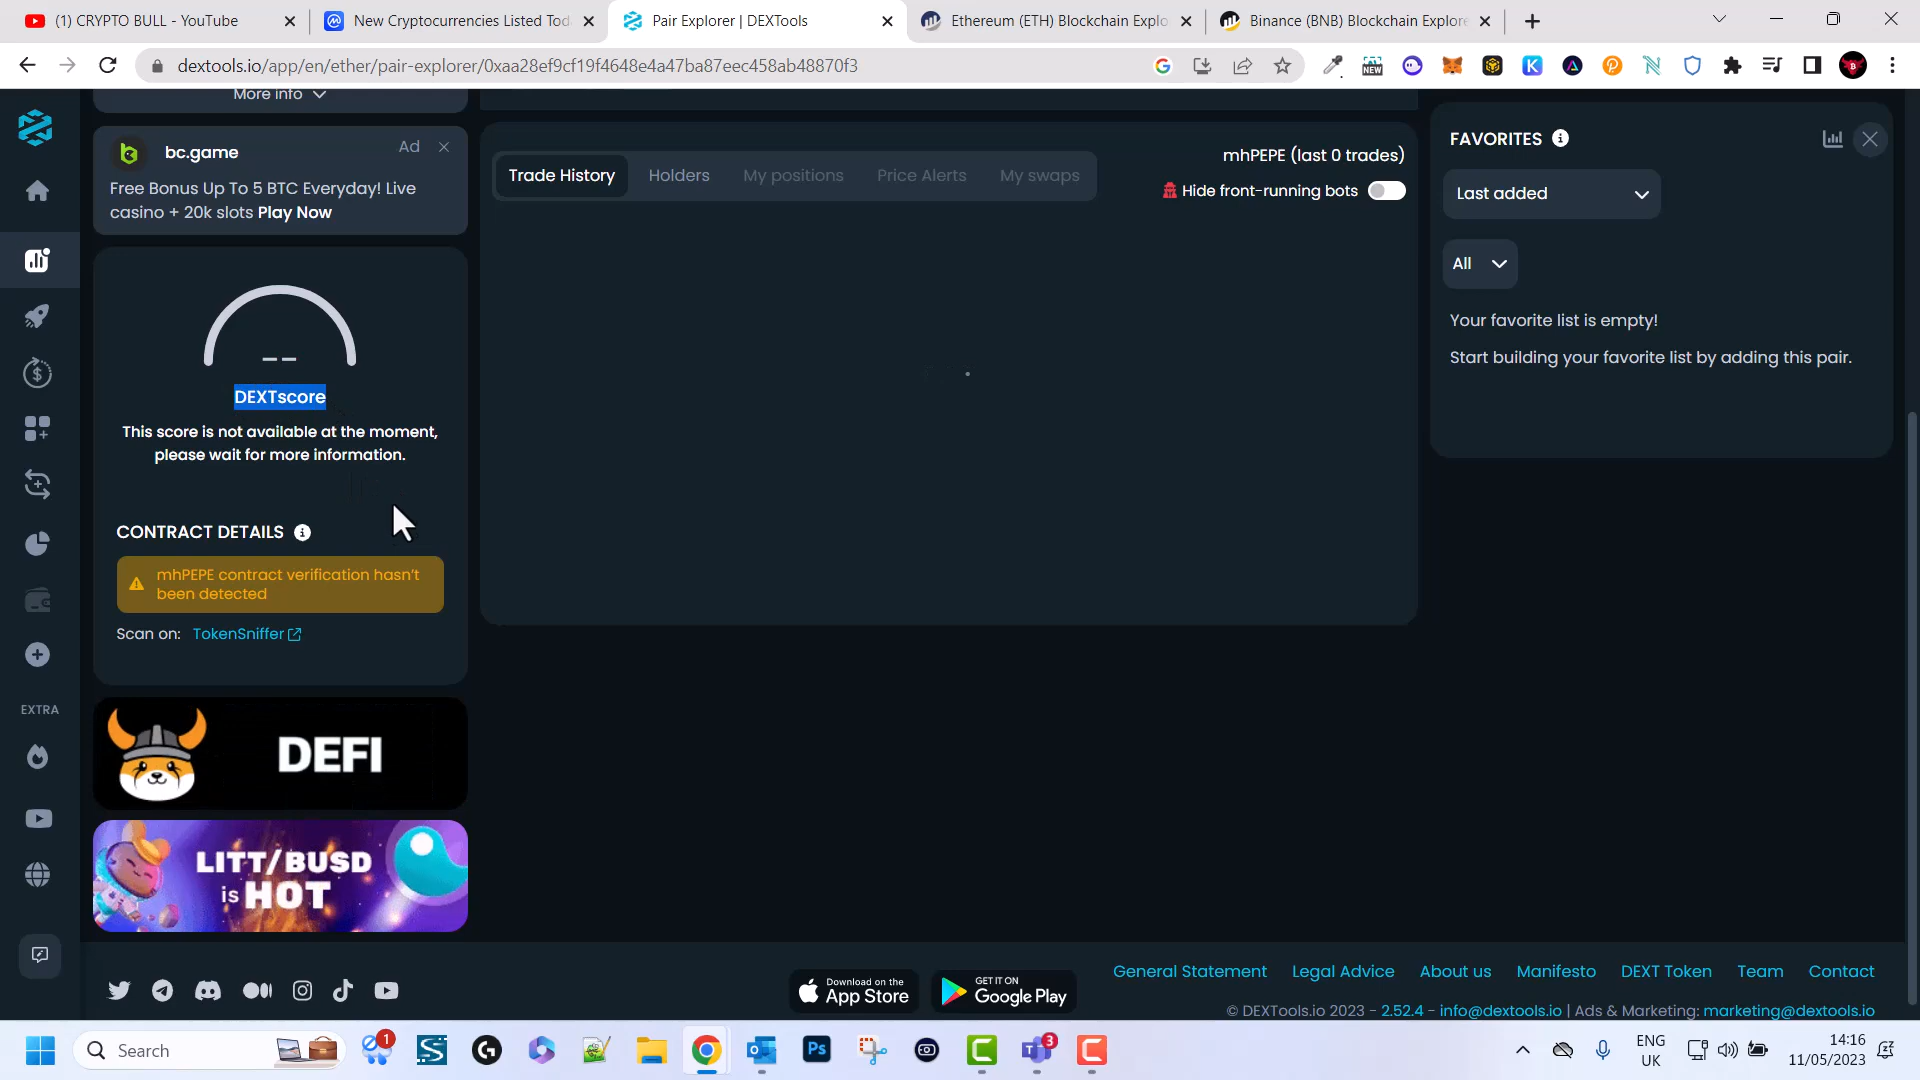 (1) CRYPTO BULL - YouTube
New Cryptocurrencies Listed Tod
Pair Explorer | DEXTools
Ethereum (ETH) Blockchain Explo
Binance (BNB) Blockchain Explore
dextools.io/app/en/ether/pair-explorer/0xaa28ef9cf19f4648e4a47ba87eec458ab48870f3
NEW
More info
bc.game
Ad
Free Bonus Up To 5 BTC Everyday! Live
casino + 20k slots Play Now
--
DEXTscore
This score is not available at the moment,
please wait for more information.
CONTRACT DETAILS
mhPEPE contract verification hasn't
been detected
Scan on: TokenSniffer
EXTRA
DEFI
LITT/BUSD
is HOT
Trade History
Holders
My positions
Price Alerts
My swaps
mhPEPE (last 0 trades)
Hide front-running bots
FAVORITES
Last added
All
Your favorite list is empty!
Start building your favorite list by adding this pair.
Download on the
App Store
GET IT ON
Google Play
General Statement
Legal Advice
About us
Manifesto
DEXT Token
Team
Contact
© DEXTools.io 2023 - 2.52.4 - info@dextools.io | Ads & Marketing: marketing@dextools.io
Search
1
Ps
3
ENG
UK
14:16
11/05/2023